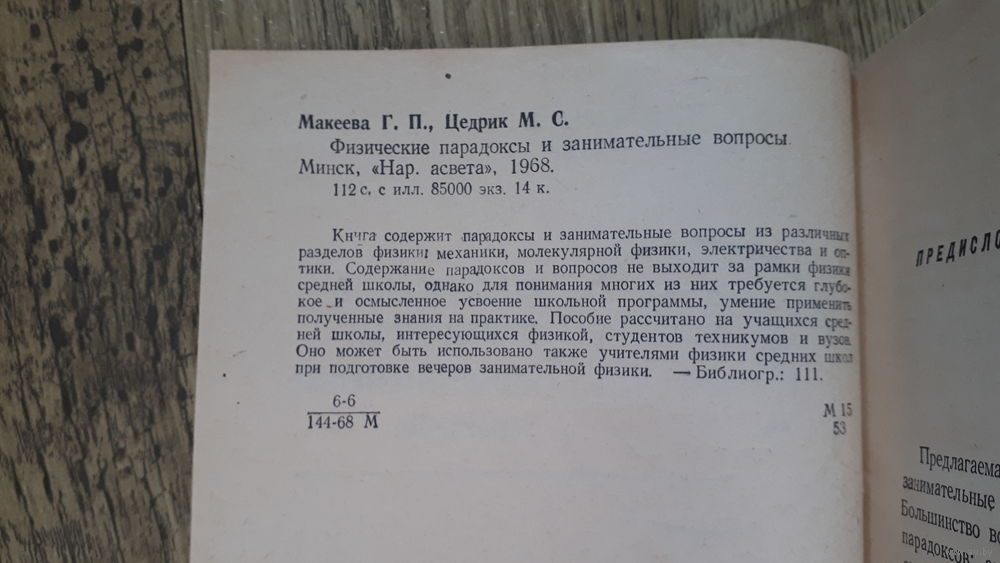 Макеева Г. П., Цедрик М. С.
Физические парадоксы и занимательные вопросы.
Минск, «Нар. асвета», 1968.
112 с. с илл. 85000 экз. 14 к.
Книга содержит парадоксы и занимательные вопросы из различных
разделов физики: механики, молекулярной физики, электричества и оп-
тики. Содержание парадоксов и вопросов не выходит за рамки физики
средней школы, однако для понимания многих из них требуется глубо-
кое и осмысленное усвоение школьной программы, умение применить
полученные знания на практике. Пособие рассчитано на учащихся сред-
ней школы, интересующихся физикой, студентов техникумов и вузов.
Оно может быть использовано также учителями физики средних школ
при подготовке вечеров занимательной физики. — Библиогр.: 111.
6-6
144-68 М
М 15
53
ПРЕДИСЛО
Предлагаема
занимательные
Большинство во
парадоксов: